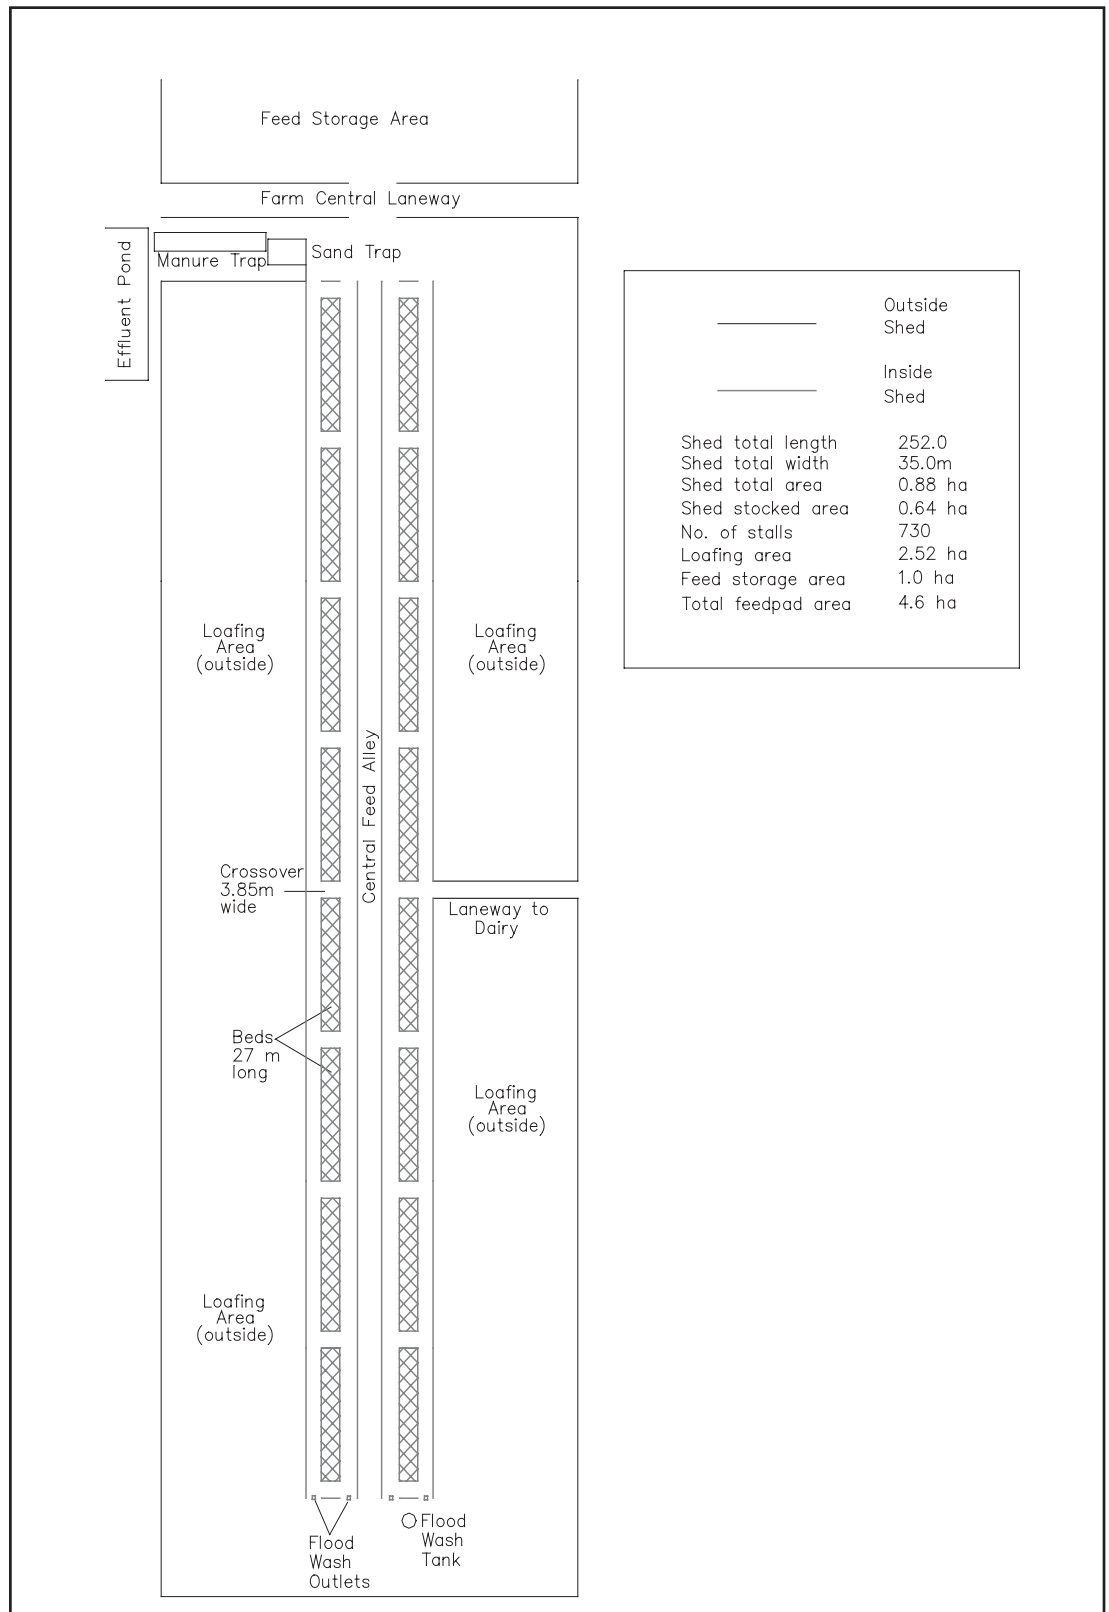 Feed Storage Area
Farm Central Laneway
Effluent Pond
Manure Trap
Sand Trap
Outside
Shed
Inside
Shed
Shed total length 252.0
Shed total width 35.0m
Shed total area 0.88 ha
Shed stocked area 0.64 ha
No. of stalls 730
Loafing area 2.52 ha
Feed storage area 1.0 ha
Total feedpad area 4.6 ha
Loafing
Area
(outside)
Loafing
Area
(outside)
Central Feed Alley
Crossover
3.85m
wide
Laneway to
Dairy
Beds
27 m
long
Loafing
Area
(outside)
Loafing
Area
(outside)
Flood
Wash
Outlets
Flood
Wash
Tank